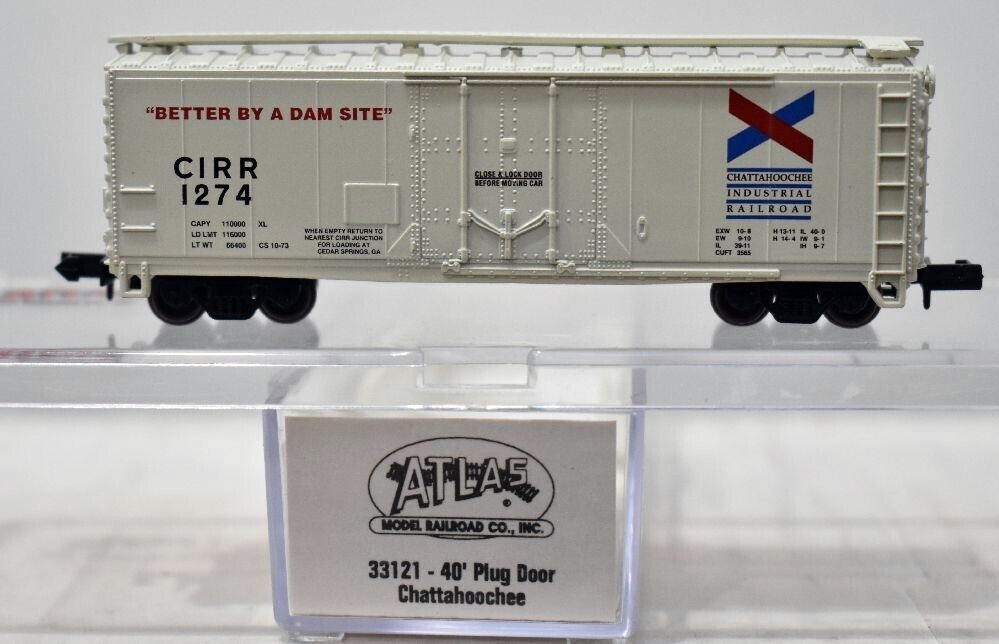 "BETTER BY A DAM SITE"
CIRR
1274
CAPY 110000 XL
LD LMT 116000
LT WT 66400 CS 10-73
WHEN EMPTY RETURN TO
NEAREST CIRR JUNCTION
FOR LOADING AT
CEDAR SPRINGS, GA
CLOSE & LOCK DOOR
BEFORE MOVING CAR
CHATTAHOOCHEE
INDUSTRIAL
RAILROAD
EXW 10-8 H 13-11 IL 40-0
EW 9-10 H 14-4 IW 9-1
IL 39-11 IH 9-7
CUFT 3565
ATLAS
®
MODEL RAILROAD CO., INC.
33121 - 40' Plug Door
Chattahoochee